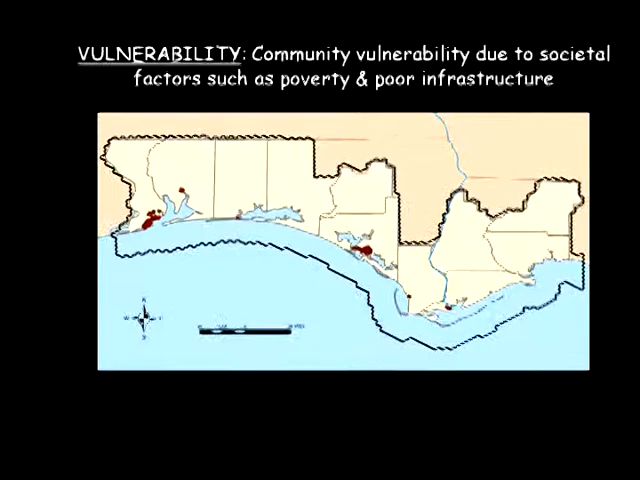 VULNERABILITY: Community vulnerability due to societal
factors such as poverty & poor infrastructure